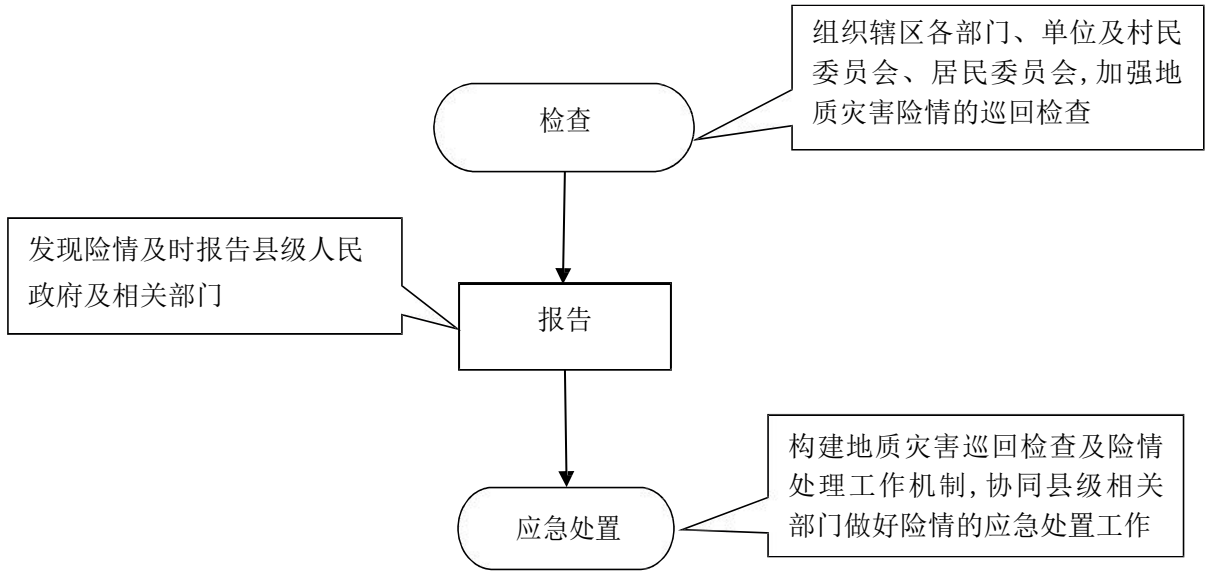 组织辖区各部门、单位及村民
委员会、居民委员会,加强地
质灾害险情的巡回检查
检查
发现险情及时报告县级人民
政府及相关部门
报告
构建地质灾害巡回检查及险情
处理工作机制,协同县级相关
部门做好险情的应急处置工作
应急处置